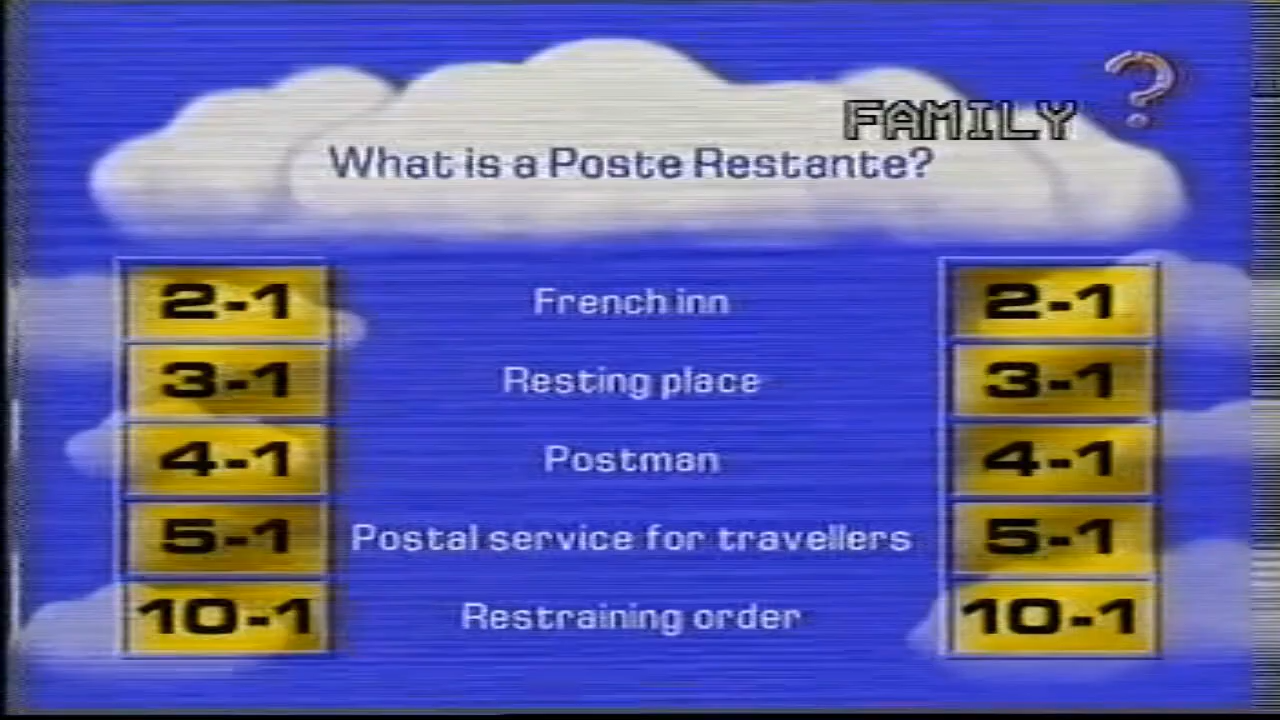 FAMILY ?
What is a Poste Restante?
2-1 French inn 2-1
3-1 Resting place 3-1
4-1 Postman 4-1
5-1 Postal service for travellers 5-1
10-1 Restraining order 10-1